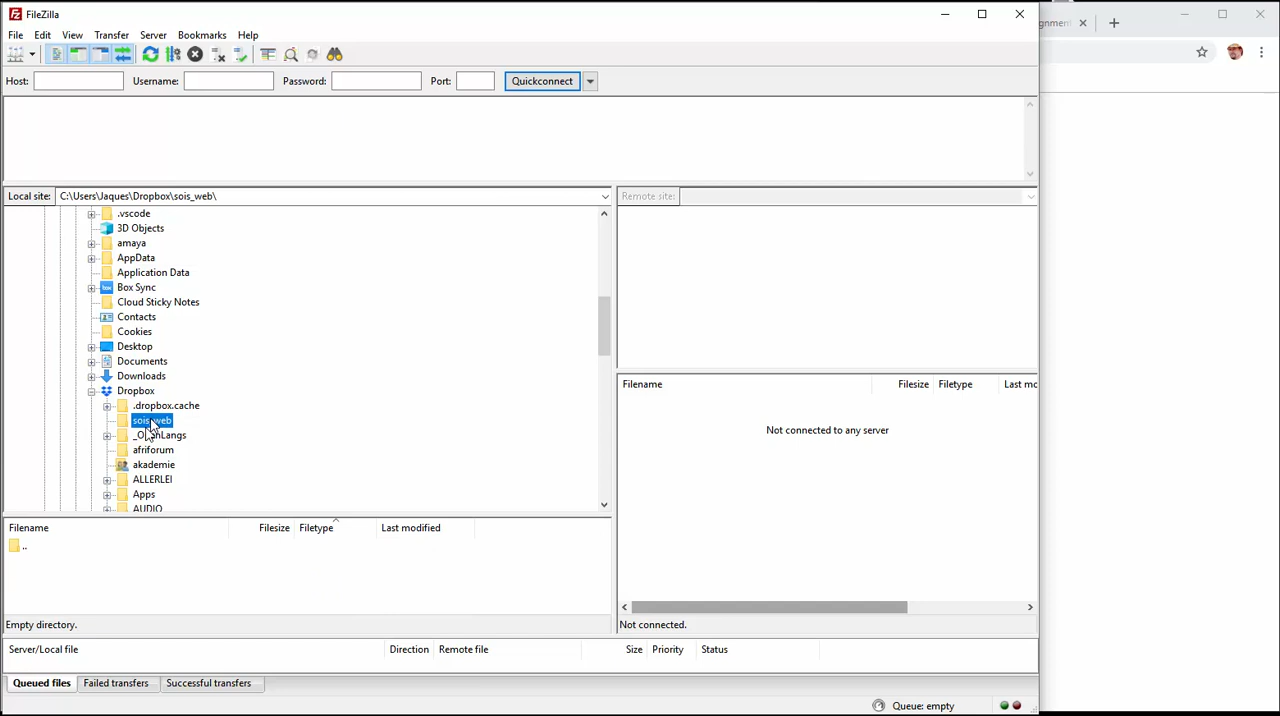 FileZilla
File Edit View Transfer Server Bookmarks Help
Host: Username: Password: Port: Quickconnect
Local site: C:\Users\Jaques\Dropbox\sois_web\
Remote site:
.vscode
3D Objects
amaya
AppData
Application Data
Box Sync
Cloud Sticky Notes
Contacts
Cookies
Desktop
Documents
Downloads
Dropbox
.dropbox.cache
sois_web
afriforum
akademie
ALLERLEI
Apps
AUDIO
Filename Filesize Filetype Last modified
..
Empty directory.
Filename Filesize Filetype Last mo
Not connected to any server
Not connected.
Server/Local file Direction Remote file Size Priority Status
Queued files Failed transfers Successful transfers
Queue: empty
gnment